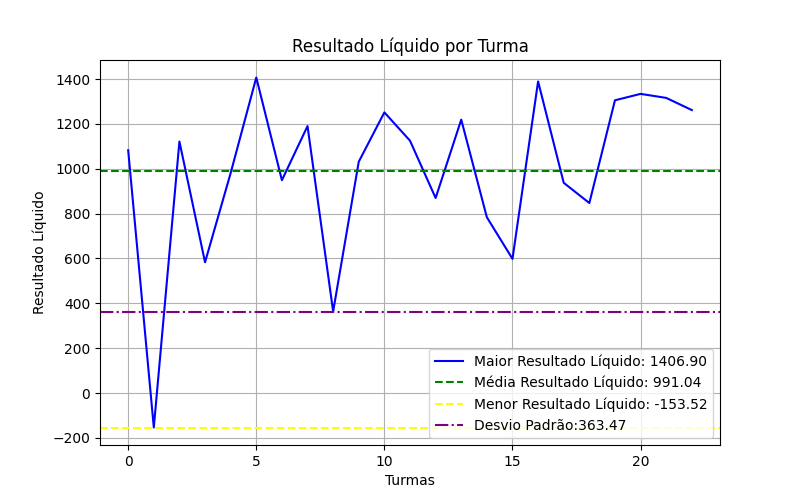 Resultado Líquido por Turma
Resultado Líquido
1400
1200
1000
800
600
400
200
0
−200
Maior Resultado Líquido: 1406.90
Média Resultado Líquido: 991.04
Menor Resultado Líquido: -153.52
Desvio Padrão:363.47
0 5 10 15 20
Turmas